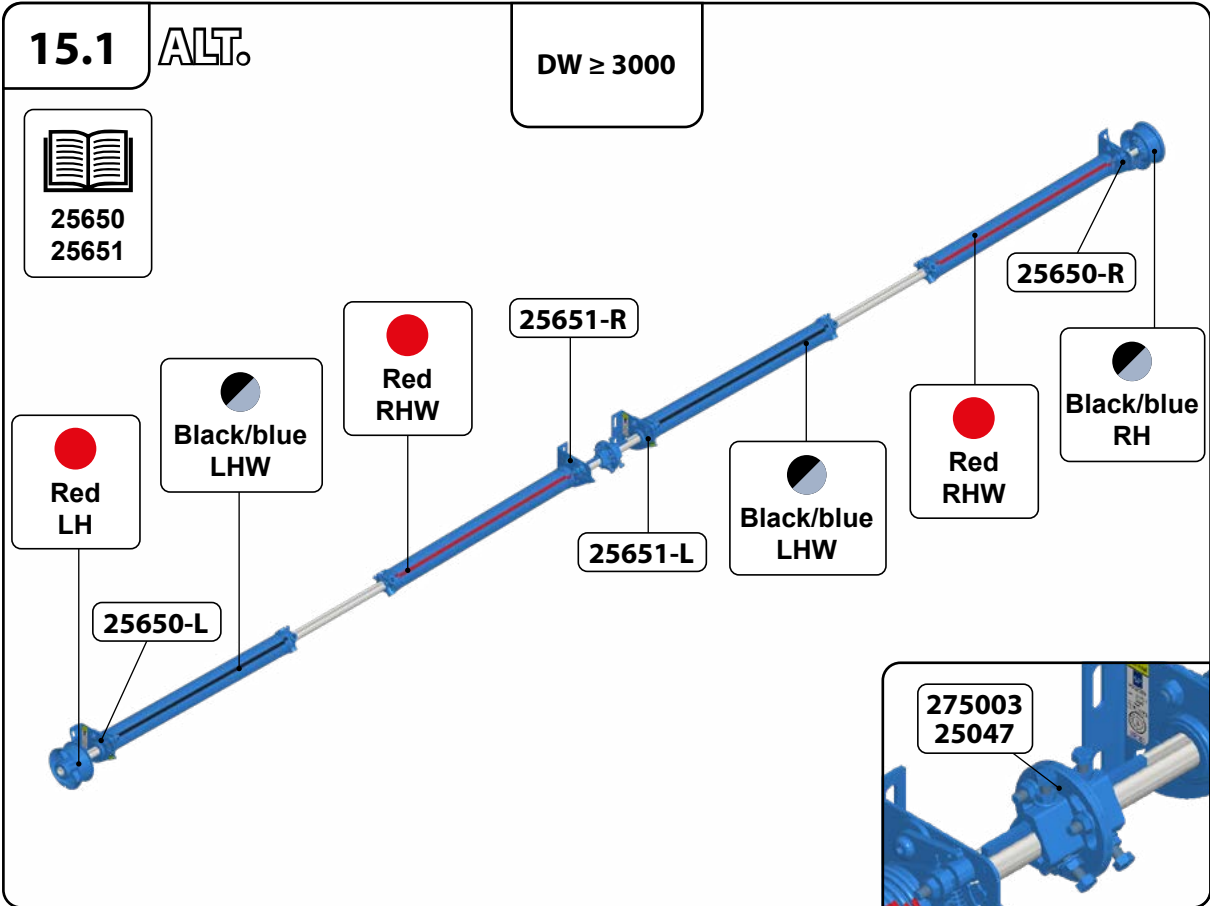 15.1
ALT.
DW ≥ 3000
25650
25651
25650-R
25651-R
Red
RHW
Black/blue
RH
Black/blue
LHW
Red
LH
Red
RHW
Black/blue
LHW
25651-L
25650-L
275003
25047